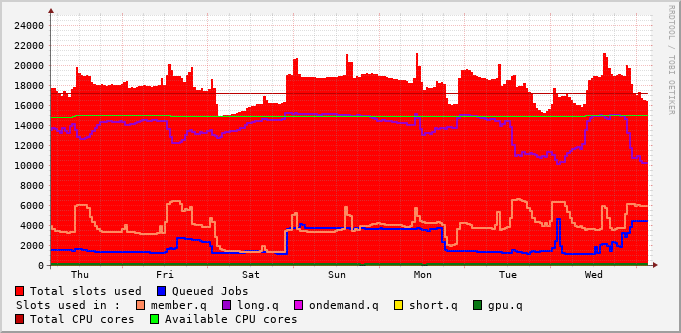 RRDTOOL / TOBI OETIKER
24000
22000
20000
18000
16000
14000
12000
10000
8000
6000
4000
2000
0
Thu Fri Sat Sun Mon Tue Wed
Total slots used Queued Jobs
Slots used in : member.q long.q ondemand.q short.q gpu.q
Total CPU cores Available CPU cores